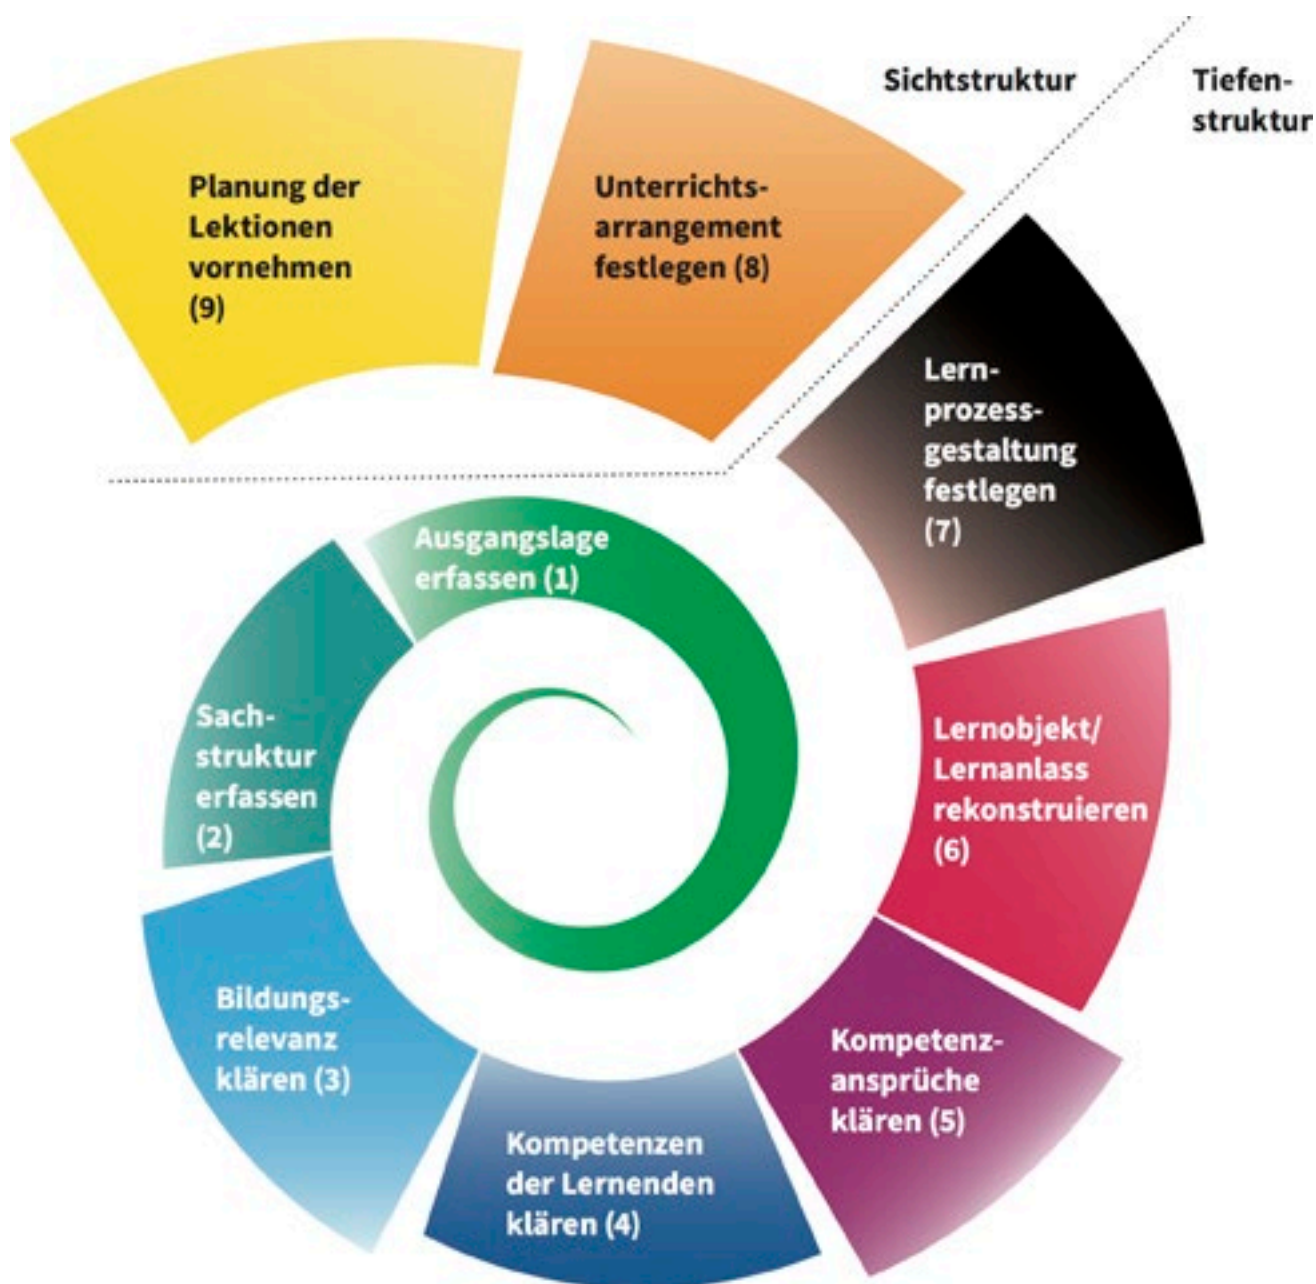 Sichtstruktur
Tiefen-
struktur
Planung der
Lektionen
vornehmen
(9)
Unterrichts-
arrangement
festlegen (8)
Lern-
prozess-
gestaltung
festlegen
(7)
Ausgangslage
erfassen (1)
Sach-
struktur
erfassen
(2)
Lernobjekt/
Lernanlass
rekonstruieren
(6)
Bildungs-
relevanz
klären (3)
Kompetenz-
ansprüche
klären (5)
Kompetenzen
der Lernenden
klären (4)